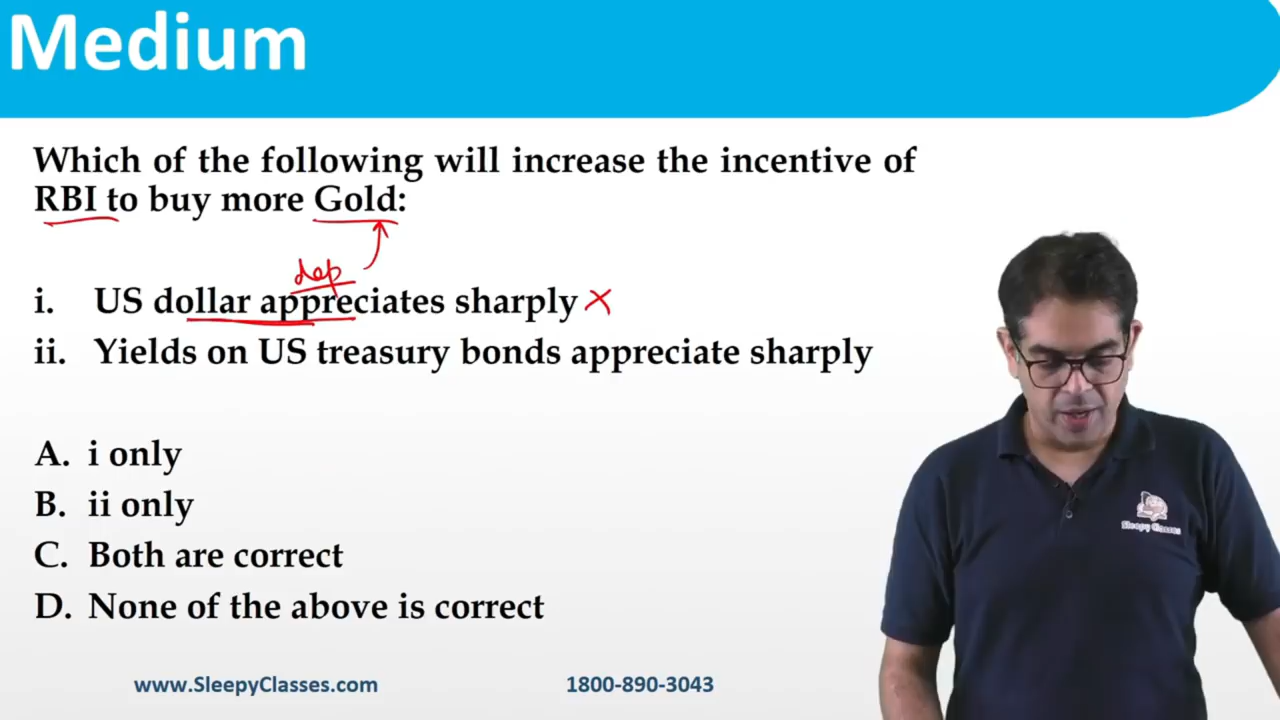 Medium
Which of the following will increase the incentive of
RBI to buy more Gold:
dep
i. US dollar appreciates sharply ×
ii. Yields on US treasury bonds appreciate sharply
A. i only
B. ii only
C. Both are correct
D. None of the above is correct
Sleepy Classes
www.SleepyClasses.com 1800-890-3043